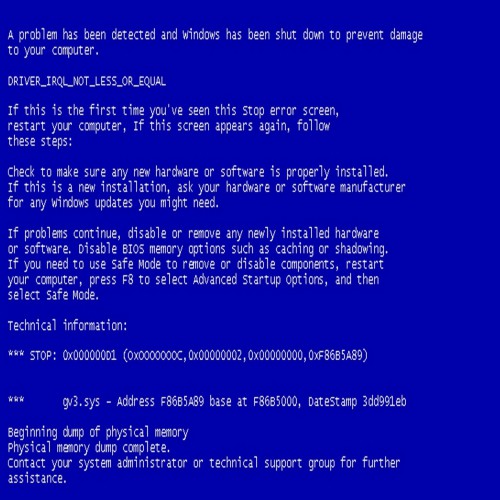 A problem has been detected and Windows has been shut down to prevent damage
to your computer.
DRIVER_IRQL_NOT_LESS_OR_EQUAL
If this is the first time you've seen this Stop error screen,
restart your computer, If this screen appears again, follow
these steps:
Check to make sure any new hardware or software is properly installed.
If this is a new installation, ask your hardware or software manufacturer
for any Windows updates you might need.
If problems continue, disable or remove any newly installed hardware
or software. Disable BIOS memory options such as caching or shadowing.
If you need to use Safe Mode to remove or disable components, restart
your computer, press F8 to select Advanced Startup Options, and then
select Safe Mode.
Technical information:
*** STOP: 0x000000D1 (0x0000000C,0x00000002,0x00000000,0xF86B5A89)
*** gv3.sys - Address F86B5A89 base at F86B5000, DateStamp 3dd991eb
Beginning dump of physical memory
Physical memory dump complete.
Contact your system administrator or technical support group for further
assistance.